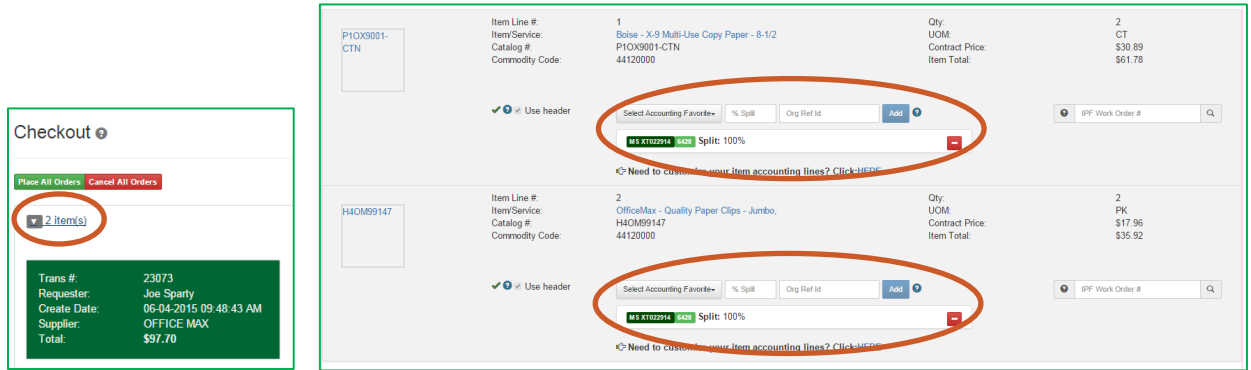 Checkout
Place All Orders Cancel All Orders
2 item(s)
Trans #: 23073
Requester: Joe Sparty
Create Date: 06-04-2015 09:48:43 AM
Supplier: OFFICE MAX
Total: $97.70
P1OX9001-
CTN
Item Line #: 1 Qty: 2
Item/Service: Boise - X-9 Multi-Use Copy Paper - 8-1/2 UOM: CT
Catalog #: P1OX9001-CTN Contract Price: $30.89
Commodity Code: 44120000 Item Total: $61.78
Use header Select Accounting Favorite % Split Org Ref Id Add IPF Work Order #
MS XT022914 6428 Split: 100%
Need to customize your item accounting lines? Click:HERE
H4OM99147
Item Line #: 2 Qty: 2
Item/Service: OfficeMax - Quality Paper Clips - Jumbo, UOM: PK
Catalog #: H4OM99147 Contract Price: $17.96
Commodity Code: 44120000 Item Total: $35.92
Use header Select Accounting Favorite % Split Org Ref Id Add IPF Work Order #
MS XT022914 6428 Split: 100%
Need to customize your item accounting lines? Click:HERE